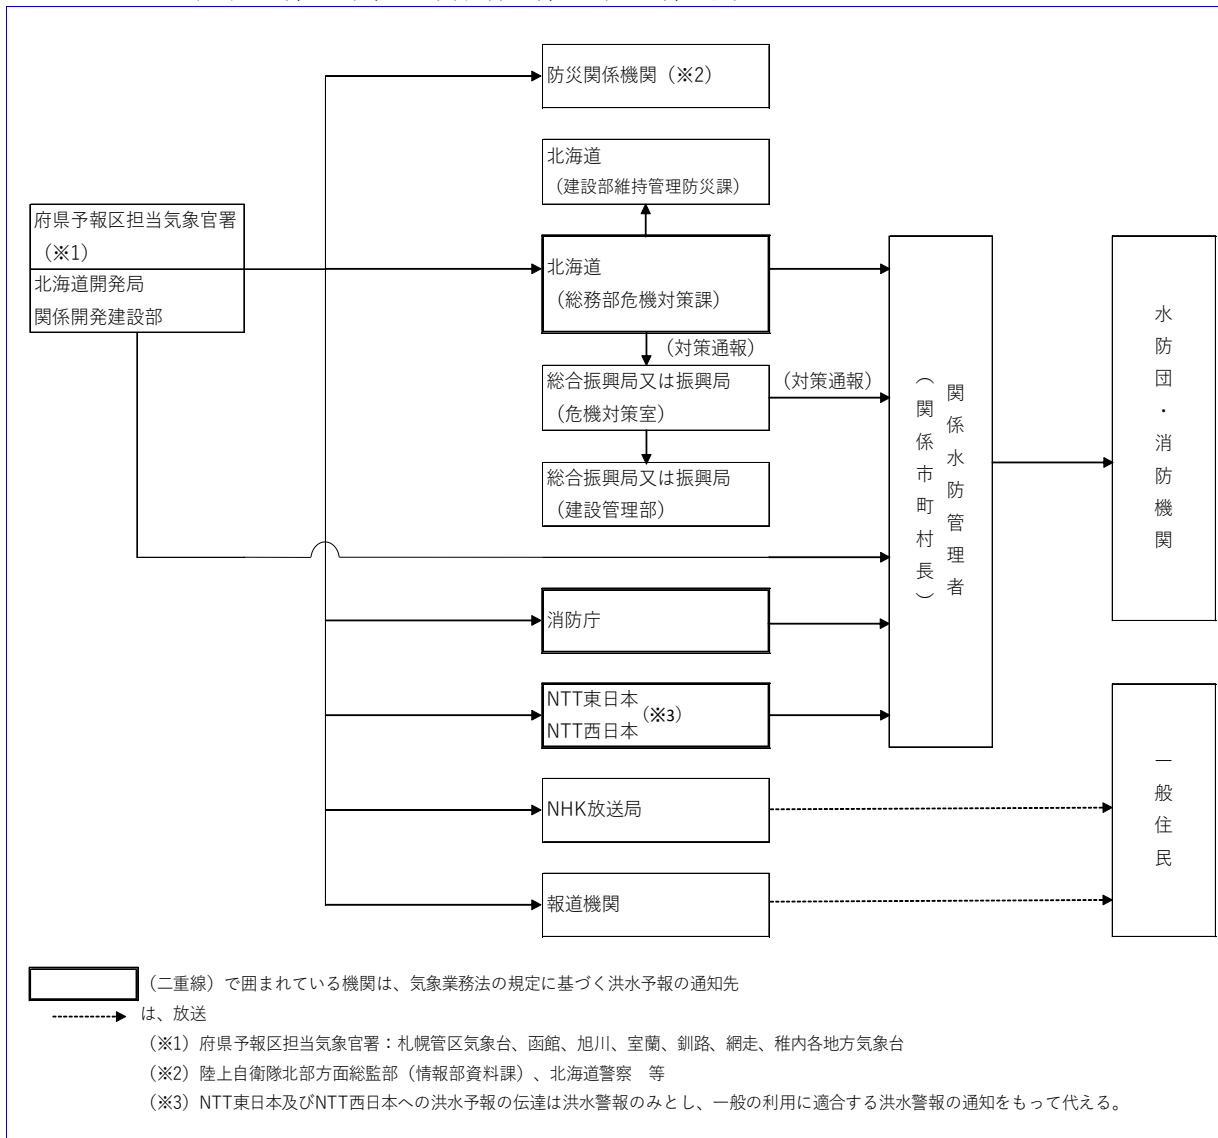 防災関係機関（※2）
北海道
（建設部維持管理防災課）
府県予報区担当気象官署
（※1）
北海道開発局
関係開発建設部
北海道
（総務部危機対策課）
（対策通報）
総合振興局又は振興局
（危機対策室）
（対策通報）
総合振興局又は振興局
（建設管理部）
関係水防管理者
（関係市町村長）
水防団・消防機関
消防庁
NTT東日本
NTT西日本
（※3）
NHK放送局
報道機関
一般住民
（二重線）で囲まれている機関は、気象業務法の規定に基づく洪水予報の通知先
は、放送
（※1）府県予報区担当気象官署：札幌管区気象台、函館、旭川、室蘭、釧路、網走、稚内各地方気象台
（※2）陸上自衛隊北部方面総監部（情報部資料課）、北海道警察　等
（※3）NTT東日本及びNTT西日本への洪水予報の伝達は洪水警報のみとし、一般の利用に適合する洪水警報の通知をもって代える。